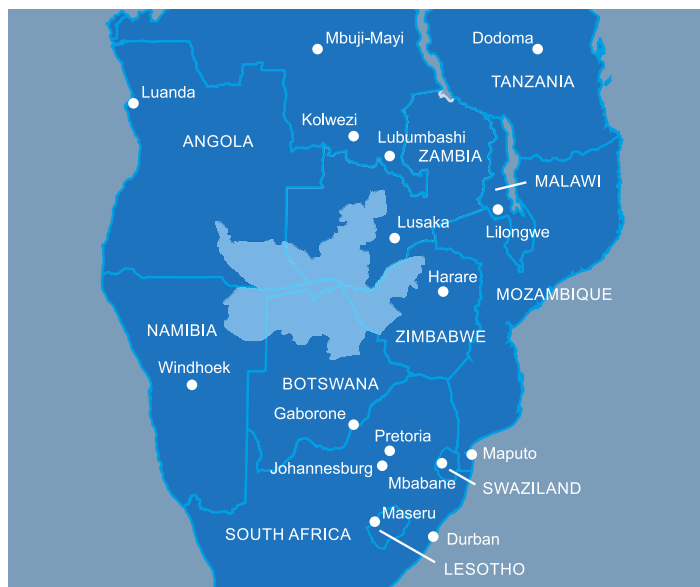 Mbuji-Mayi
Dodoma
TANZANIA
Luanda
Kolwezi
ANGOLA
Lubumbashi
ZAMBIA
MALAWI
Lusaka
Lilongwe
Harare
MOZAMBIQUE
NAMIBIA
ZIMBABWE
Windhoek
BOTSWANA
Gaborone
Pretoria
Maputo
Johannesburg
Mbabane
SWAZILAND
Maseru
SOUTH AFRICA
Durban
LESOTHO